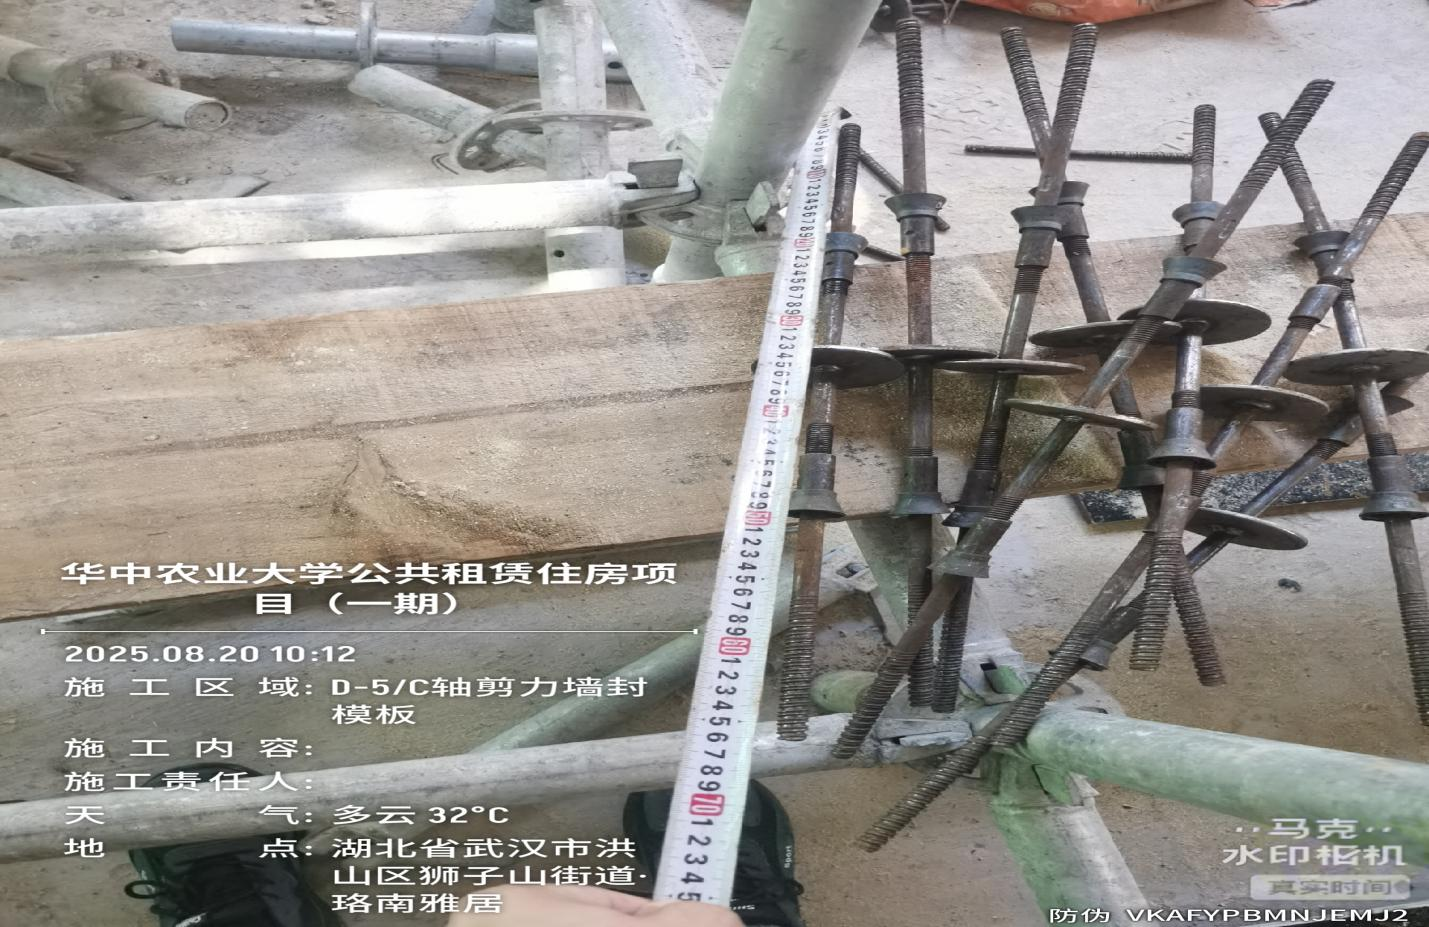 华中农业大学公共租赁住房项
目（一期）
2025.08.20 10:12
施工区域: D-5/C轴剪力墙封
模板
施工内容:
施工责任人:
天气: 多云 32°C
地点: 湖北省武汉市洪
山区狮子山街道·
珞南雅居
马克
水印相机
真实时间
防伪 VKAFYPBMNJEMJ2